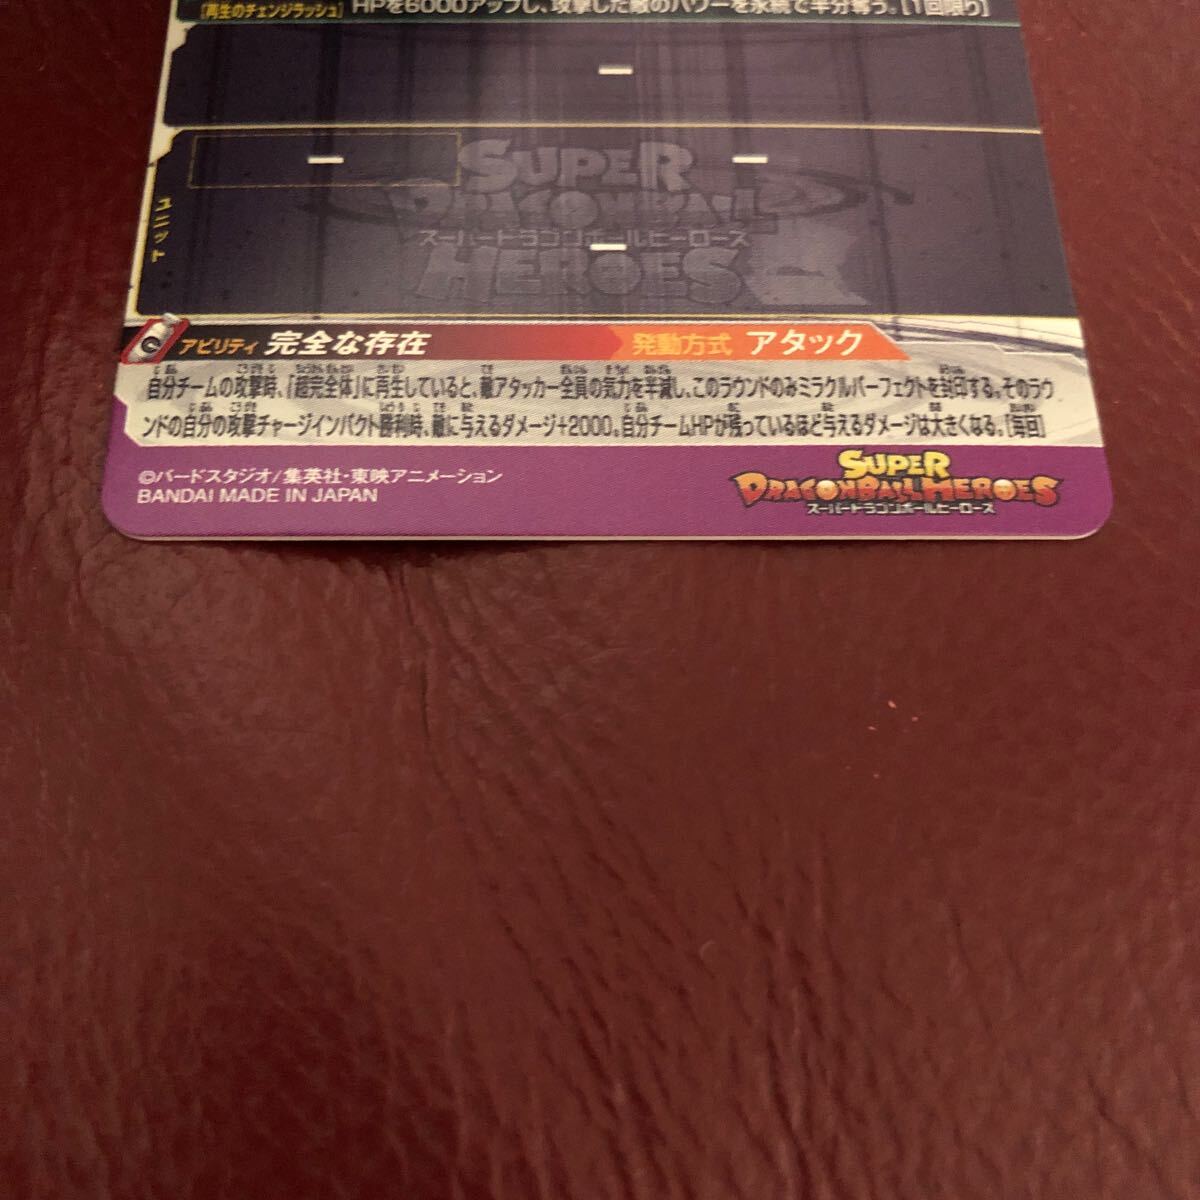 [再生のチェンジラッシュ] HPを6000アップし、攻撃した敵のパワーを永続で半分奪う。[1回限り]
SUPER
DRAGONBALL
スーパードラゴンボールヒーローズ
HEROES
ユニット
アビリティ 完全な存在 発動方式 アタック
自分チームの攻撃時、「超完全体」に再生していると、敵アタッカー全員の気力を半減し、このラウンドのみミラクルパーフェクトを封印する。そのラウ
ンドの自分の攻撃チャージインパクト勝利時、敵に与えるダメージ+2000。自分チームHPが残っているほど与えるダメージは大きくなる。[毎回]
©バードスタジオ/集英社・東映アニメーション
BANDAI MADE IN JAPAN
SUPER
DRAGONBALL HEROES
スーパードラゴンボールヒーローズ